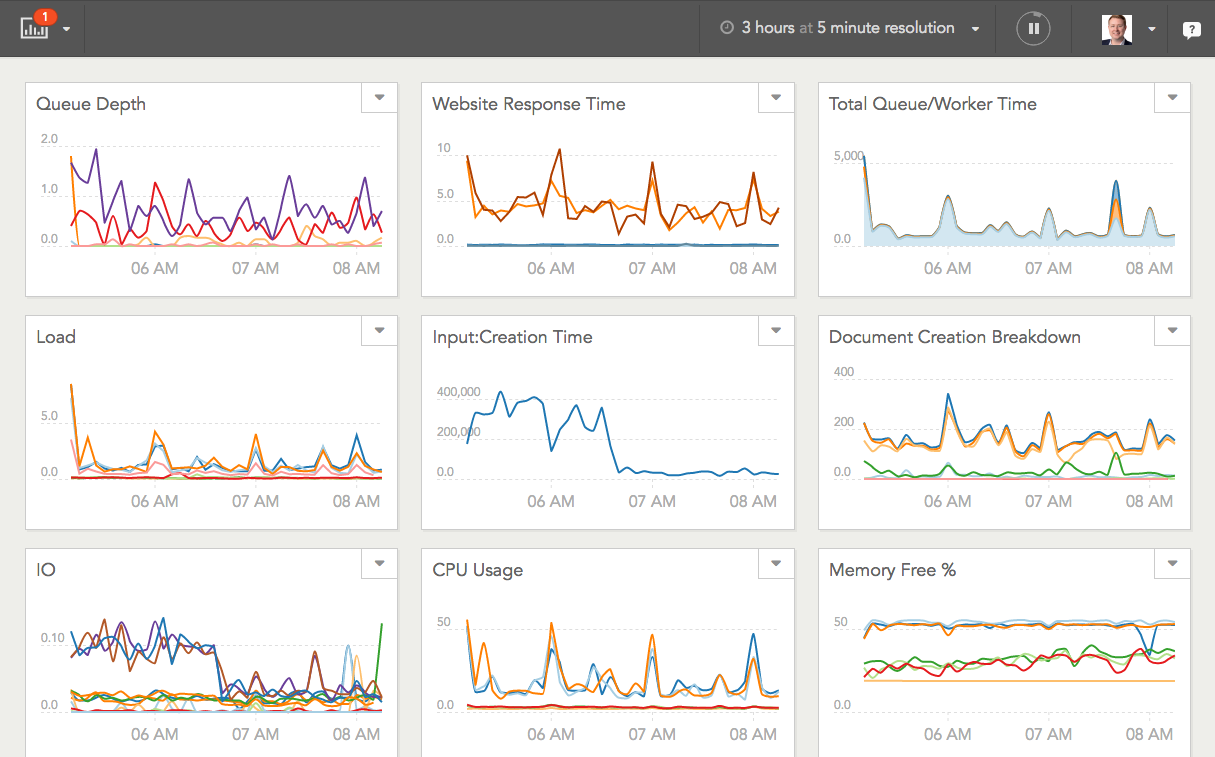 1
3 hours at 5 minute resolution
?
Queue Depth
2.0
1.0
0.0
06 AM 07 AM 08 AM
Website Response Time
10
5.0
0.0
06 AM 07 AM 08 AM
Total Queue/Worker Time
5,000
0.0
06 AM 07 AM 08 AM
Load
5.0
0.0
06 AM 07 AM 08 AM
Input:Creation Time
400,000
200,000
0.0
06 AM 07 AM 08 AM
Document Creation Breakdown
400
200
0.0
06 AM 07 AM 08 AM
IO
0.10
0.0
06 AM 07 AM 08 AM
CPU Usage
50
0.0
06 AM 07 AM 08 AM
Memory Free %
50
0.0
06 AM 07 AM 08 AM